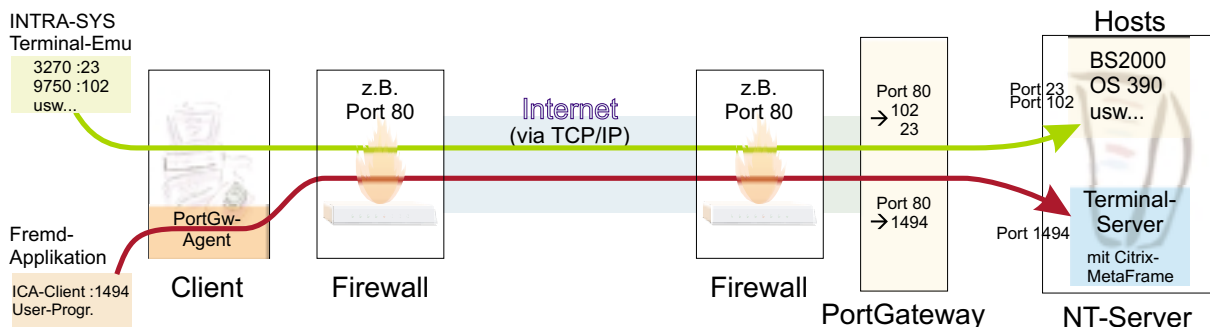 INTRA-SYS
Terminal-Emu
3270 :23
9750 :102
usw...
Fremd-
Applikation
ICA-Client :1494
User-Progr.
PortGw-
Agent
Client
z.B.
Port 80
Firewall
Internet
(via TCP/IP)
z.B.
Port 80
Firewall
Port 80
→ 102
23
Port 80
→1494
PortGateway
Hosts
BS2000
OS 390
usw...
Port 23
Port 102
Port 1494
Terminal-
Server
mit Citrix-
MetaFrame
NT-Server